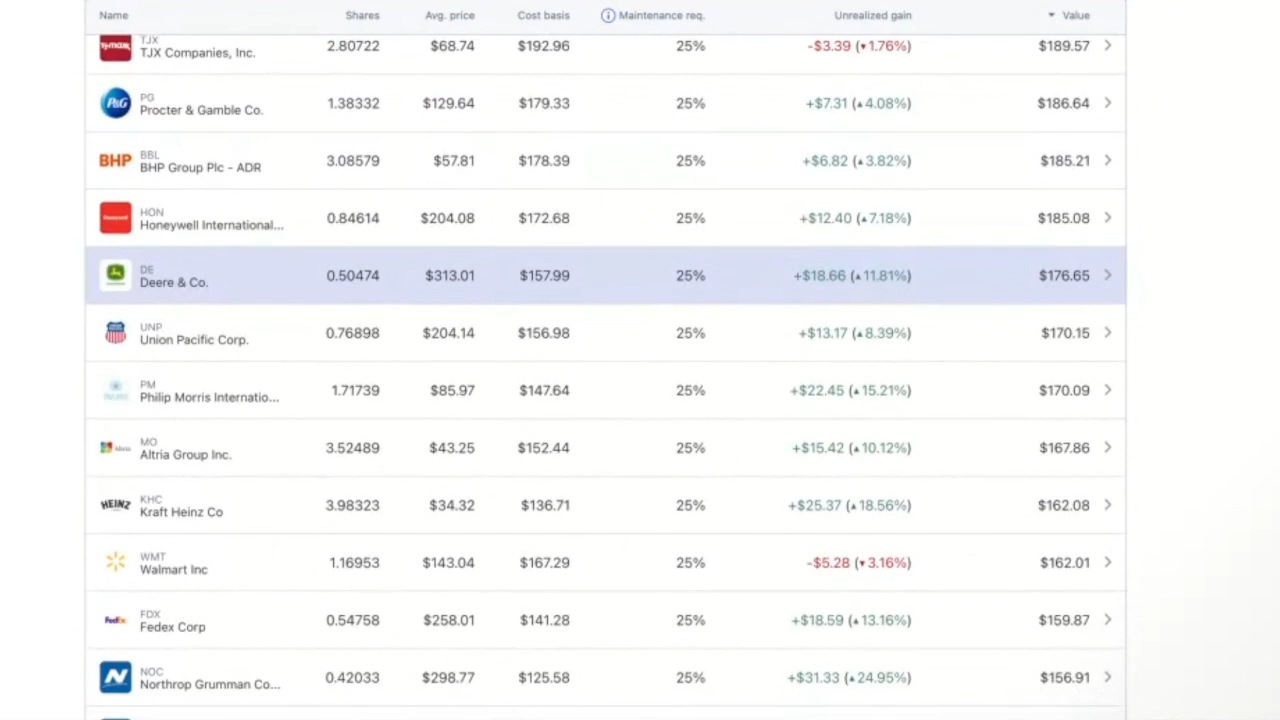 Name Shares Avg. price Cost basis Maintenance req. Unrealized gain Value
TJX
TJX Companies, Inc. 2.80722 $68.74 $192.96 25% -$3.39 (▾1.76%) $189.57
PG
Procter & Gamble Co. 1.38332 $129.64 $179.33 25% +$7.31 (▴4.08%) $186.64
BHP
BBL
BHP Group Plc - ADR 3.08579 $57.81 $178.39 25% +$6.82 (▴3.82%) $185.21
HON
Honeywell International... 0.84614 $204.08 $172.68 25% +$12.40 (▴7.18%) $185.08
DE
Deere & Co. 0.50474 $313.01 $157.99 25% +$18.66 (▴11.81%) $176.65
UNP
Union Pacific Corp. 0.76898 $204.14 $156.98 25% +$13.17 (▴8.39%) $170.15
PM
Philip Morris Internatio... 1.71739 $85.97 $147.64 25% +$22.45 (▴15.21%) $170.09
MO
Altria Group Inc. 3.52489 $43.25 $152.44 25% +$15.42 (▴10.12%) $167.86
HEINZ
KHC
Kraft Heinz Co 3.98323 $34.32 $136.71 25% +$25.37 (▴18.56%) $162.08
WMT
Walmart Inc 1.16953 $143.04 $167.29 25% -$5.28 (▾3.16%) $162.01
FedEx
FDX
Fedex Corp 0.54758 $258.01 $141.28 25% +$18.59 (▴13.16%) $159.87
NOC
Northrop Grumman Co... 0.42033 $298.77 $125.58 25% +$31.33 (▴24.95%) $156.91